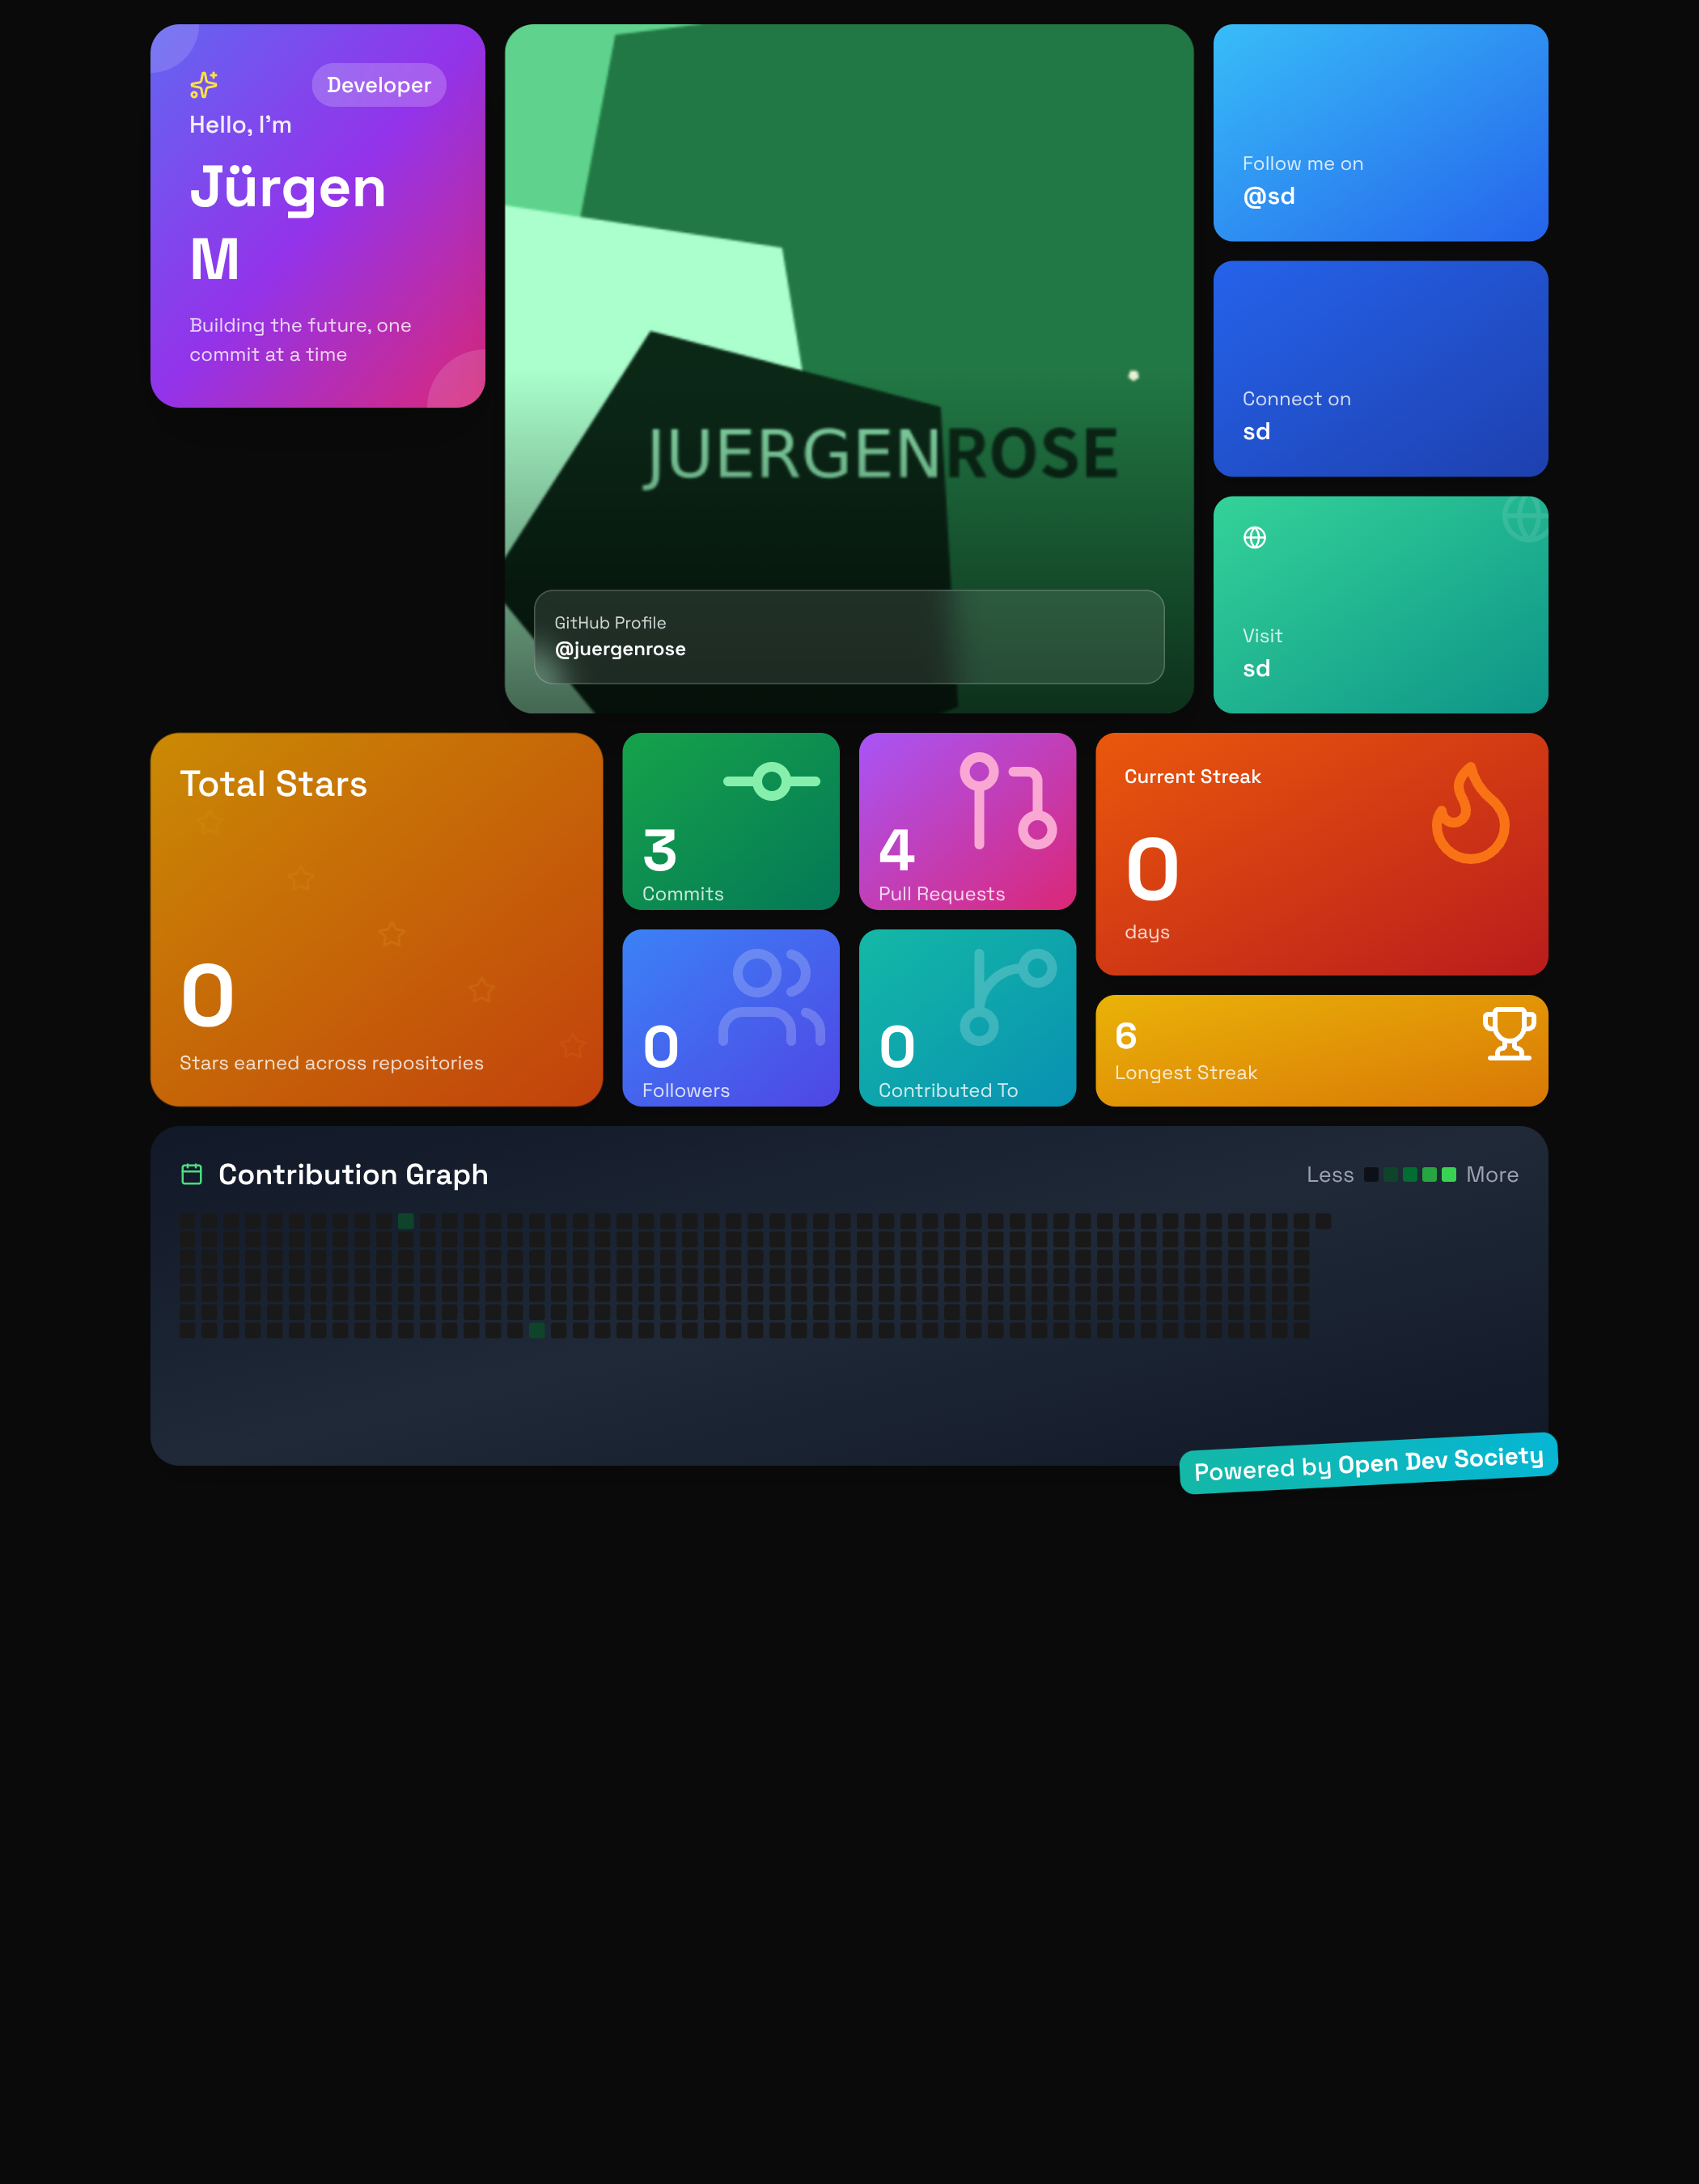 Developer
Hello, I'm
Jürgen
M
Building the future, one
commit at a time
JUERGENROSE
GitHub Profile
@juergenrose
Follow me on
@sd
Connect on
sd
Visit
sd
Total Stars
0
Stars earned across repositories
3
Commits
4
Pull Requests
0
Followers
0
Contributed To
Current Streak
0
days
6
Longest Streak
Contribution Graph
Less
More
Powered by Open Dev Society